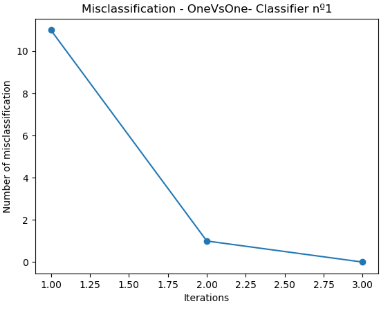 Misclassification - OneVsOne- Classifier nº1
Number of misclassification
10
8
6
4
2
0
1.00 1.25 1.50 1.75 2.00 2.25 2.50 2.75 3.00
Iterations